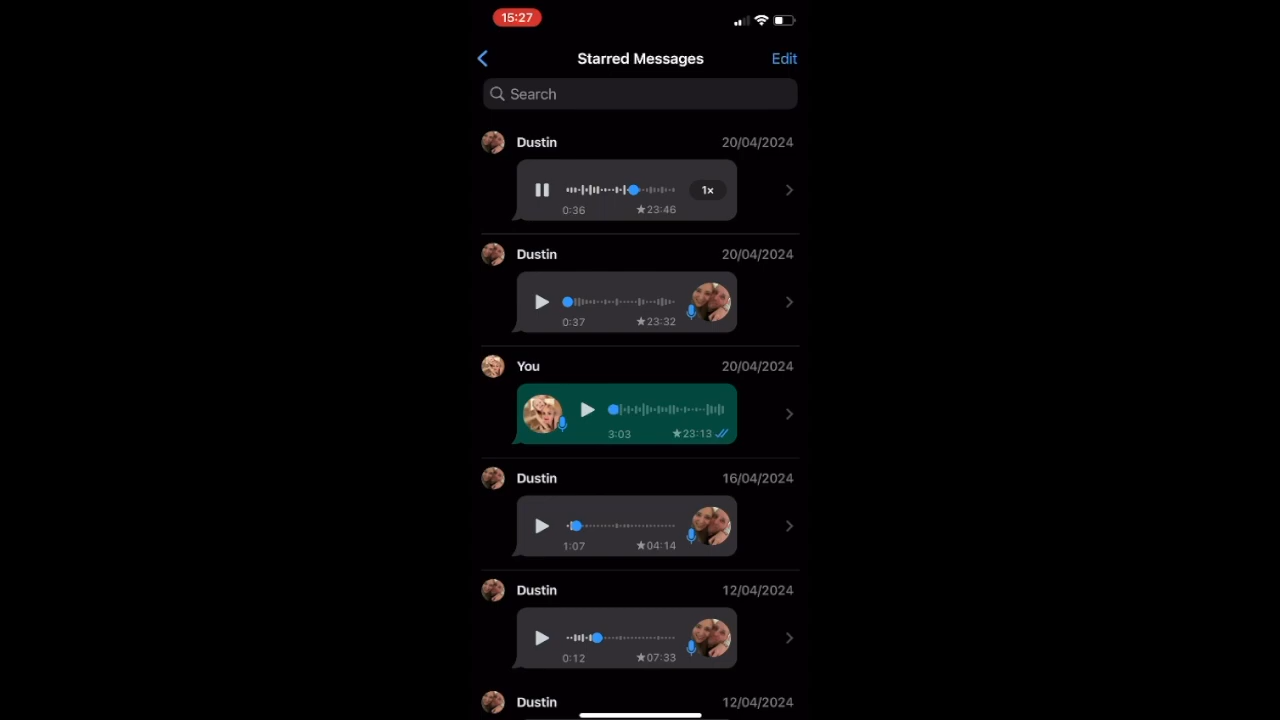 15:27
Starred Messages
Edit
Search
Dustin
20/04/2024
1×
0:36
★23:46
Dustin
20/04/2024
0:37
★23:32
You
20/04/2024
3:03
★23:13
Dustin
16/04/2024
1:07
★04:14
Dustin
12/04/2024
0:12
★07:33
Dustin
12/04/2024